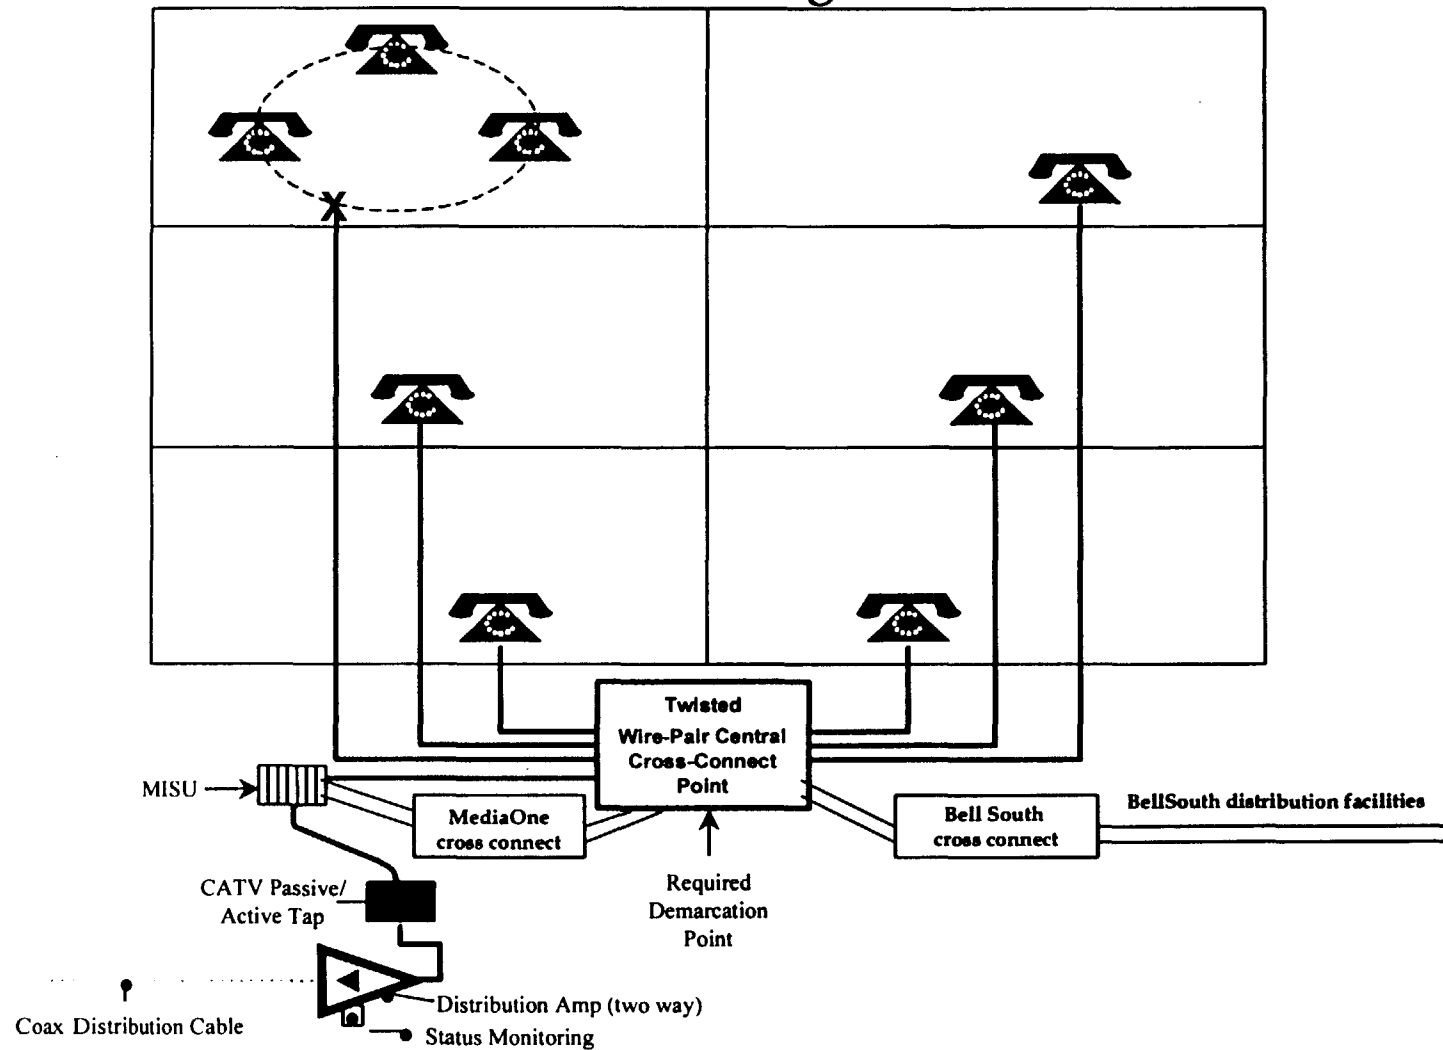 Twisted
Wire-Pair Central
Cross-Connect
Point
MISU
MediaOne
cross connect
Bell South
cross connect
BellSouth distribution facilities
Required
Demarcation
Point
CATV Passive/
Active Tap
Distribution Amp (two way)
Coax Distribution Cable
Status Monitoring